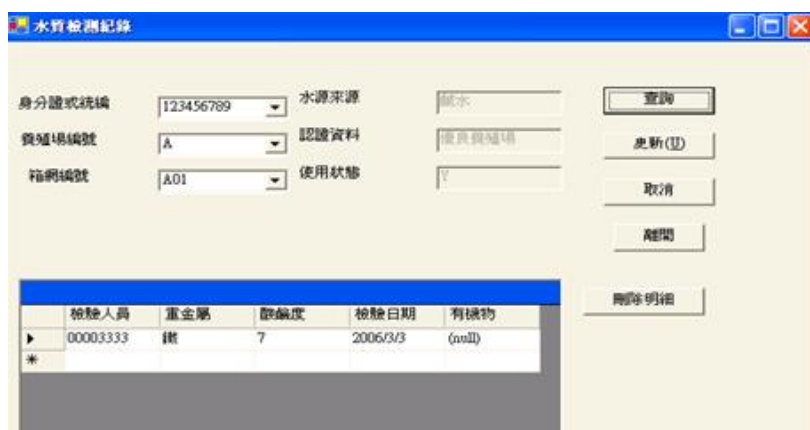 水質檢測紀錄
身分證或統編 123456789 水源來源 鹹水 查詢
養殖場編號 A 認證資料 優良養殖場 更新(U)
箱網編號 A01 使用狀態 Y 取消
離開
刪除明細
檢驗人員 重金屬 酸鹼度 檢驗日期 有機物
00003333 鐵 7 2006/3/3 (null)